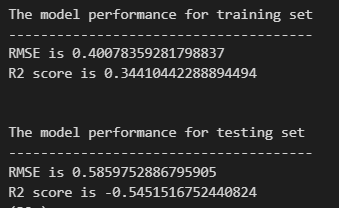 The model performance for training set
--------------------------------------
RMSE is 0.40078359281798837
R2 score is 0.34410442288894494
The model performance for testing set
--------------------------------------
RMSE is 0.5859752886795905
R2 score is -0.5451516752440824